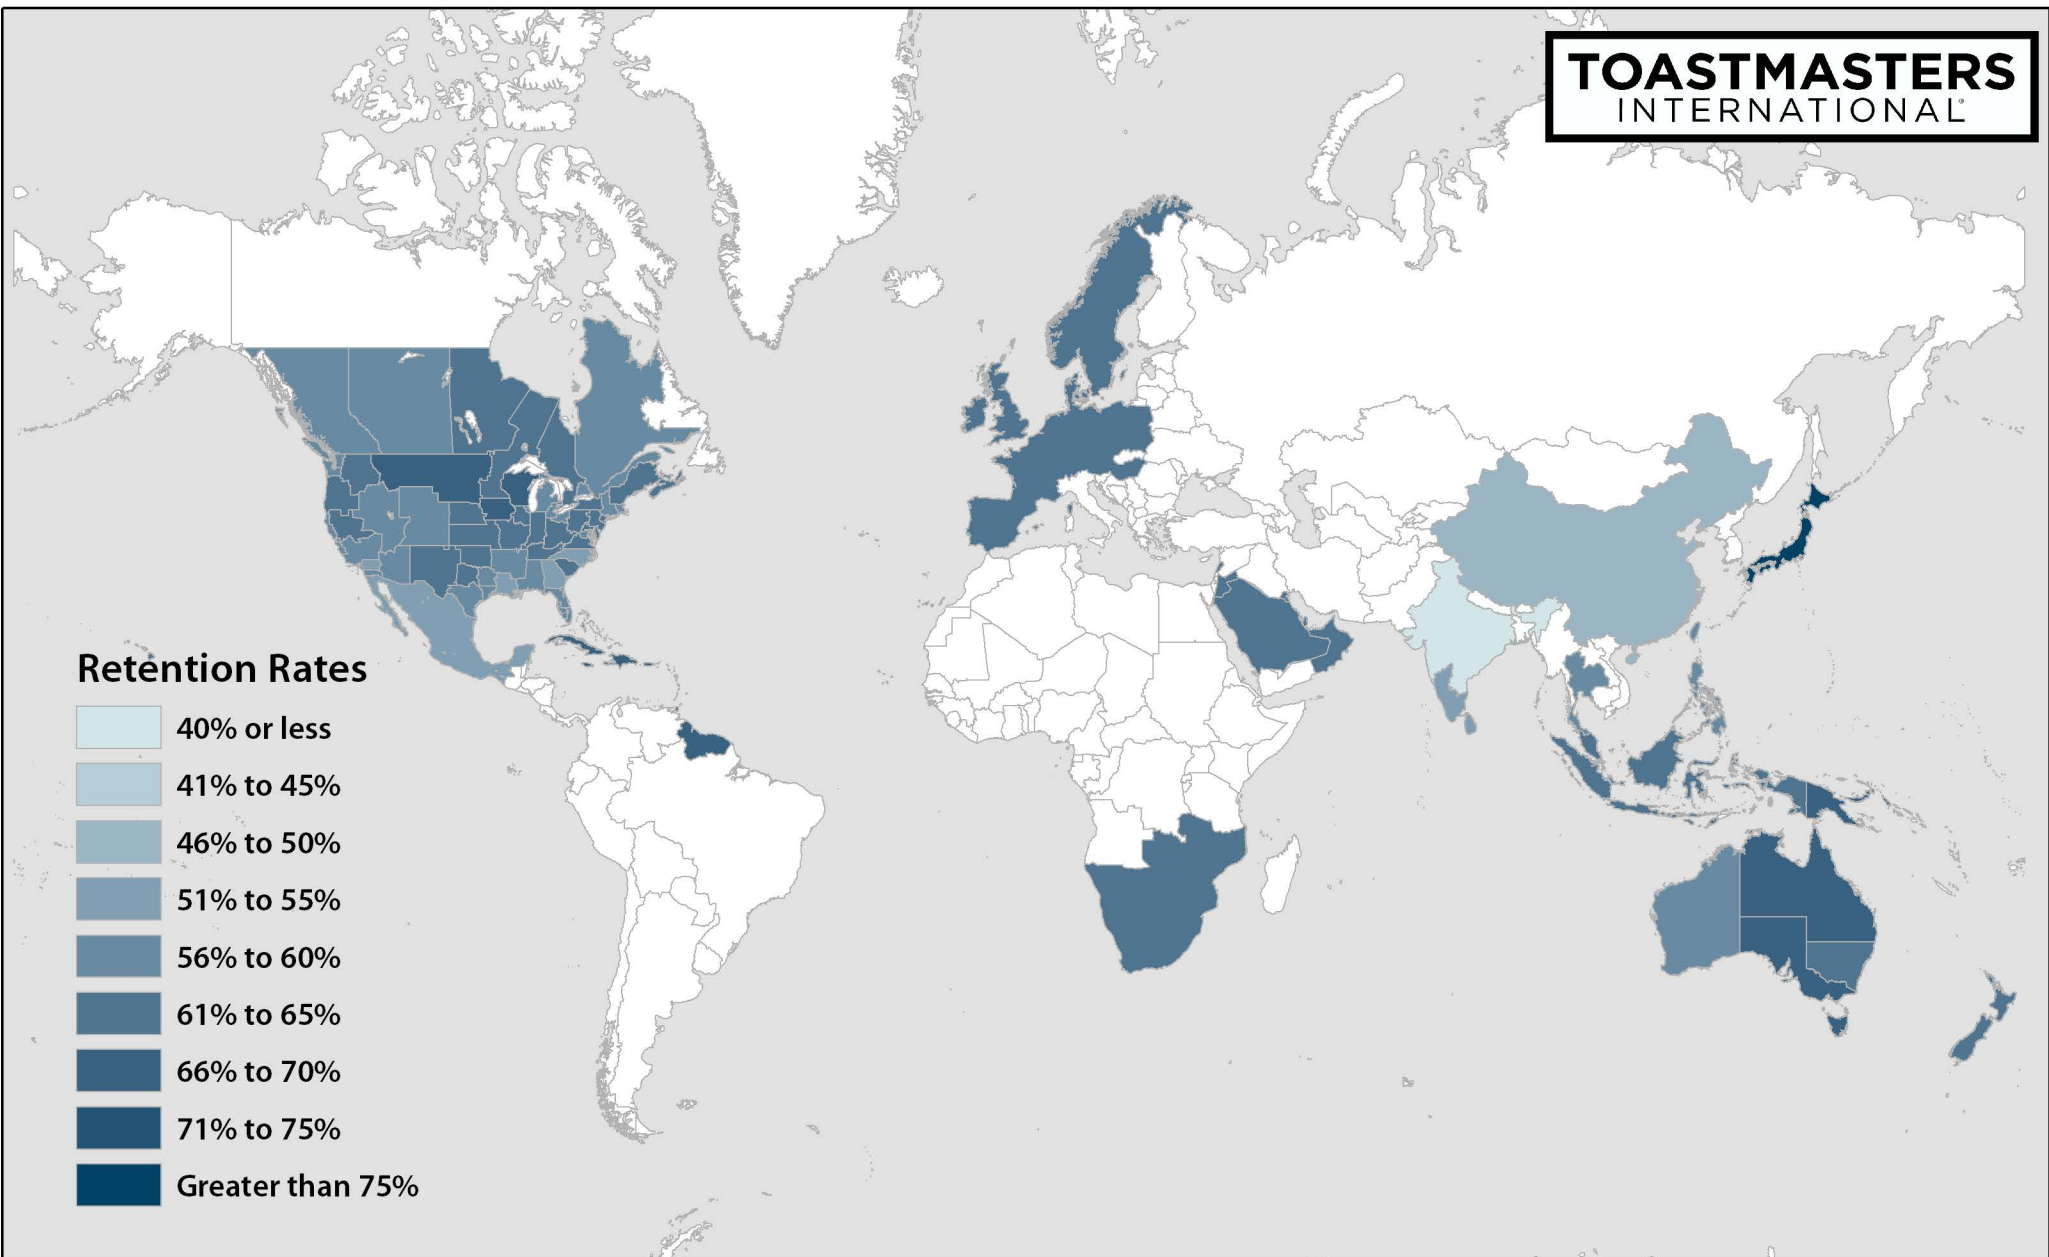 TOASTMASTERS
INTERNATIONAL®
Retention Rates
40% or less
41% to 45%
46% to 50%
51% to 55%
56% to 60%
61% to 65%
66% to 70%
71% to 75%
Greater than 75%